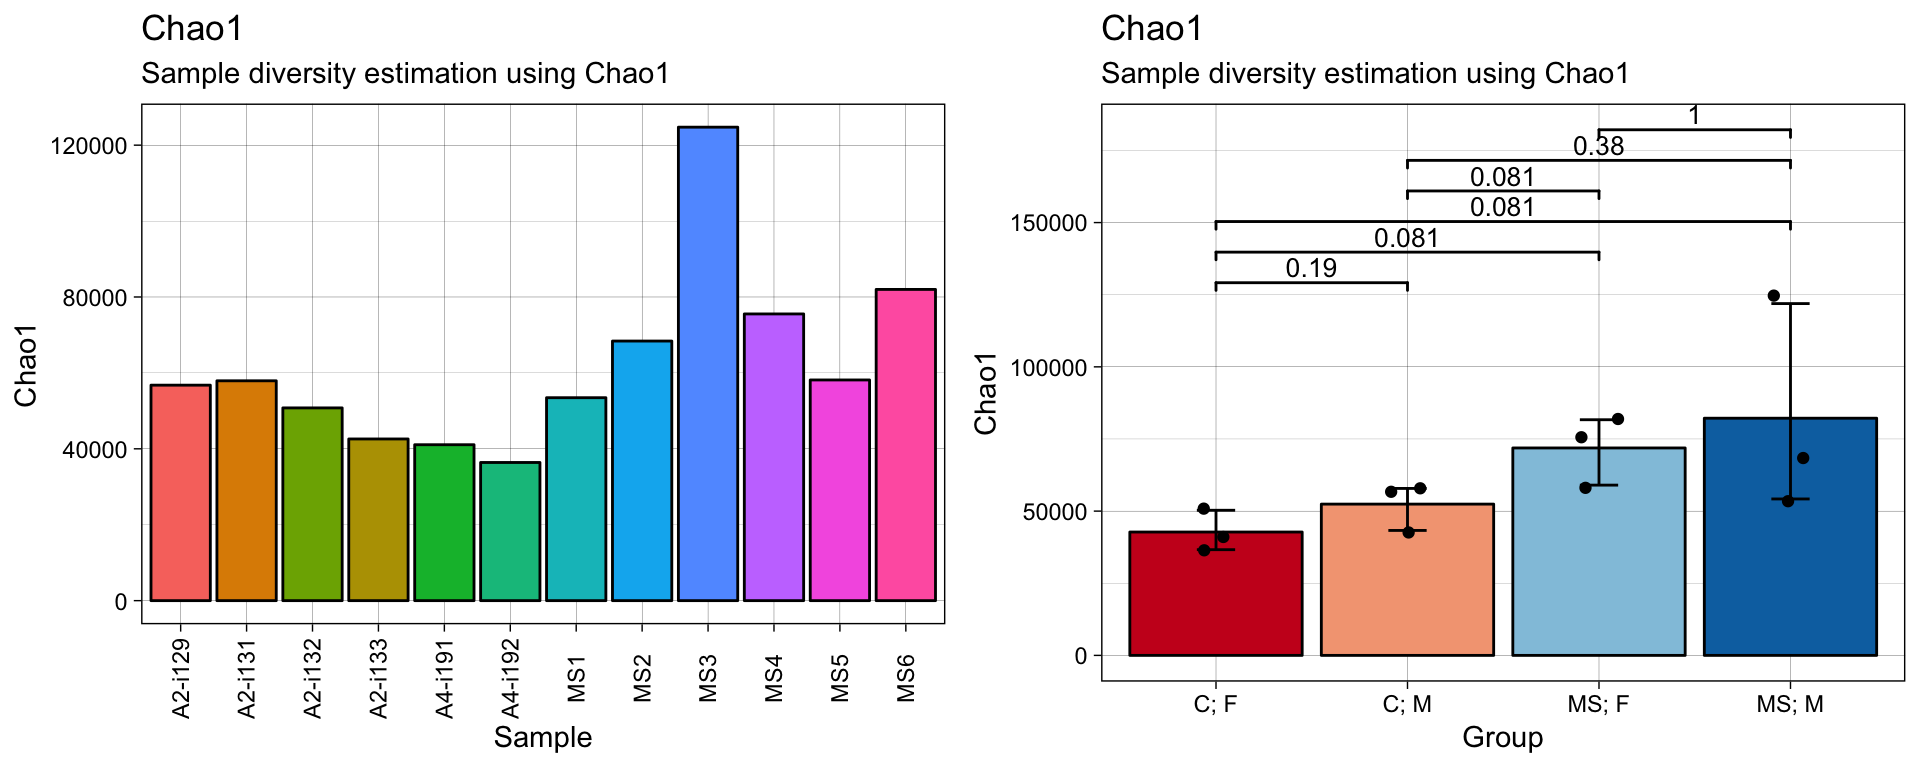 Chao1
Sample diversity estimation using Chao1
Chao1
120000
80000
40000
0
A2-i129
A2-i131
A2-i132
A2-i133
A4-i191
A4-i192
MS1
MS2
MS3
MS4
MS5
MS6
Sample
Chao1
Sample diversity estimation using Chao1
Chao1
150000
100000
50000
0
1
0.38
0.081
0.081
0.081
0.19
C; F
C; M
MS; F
MS; M
Group